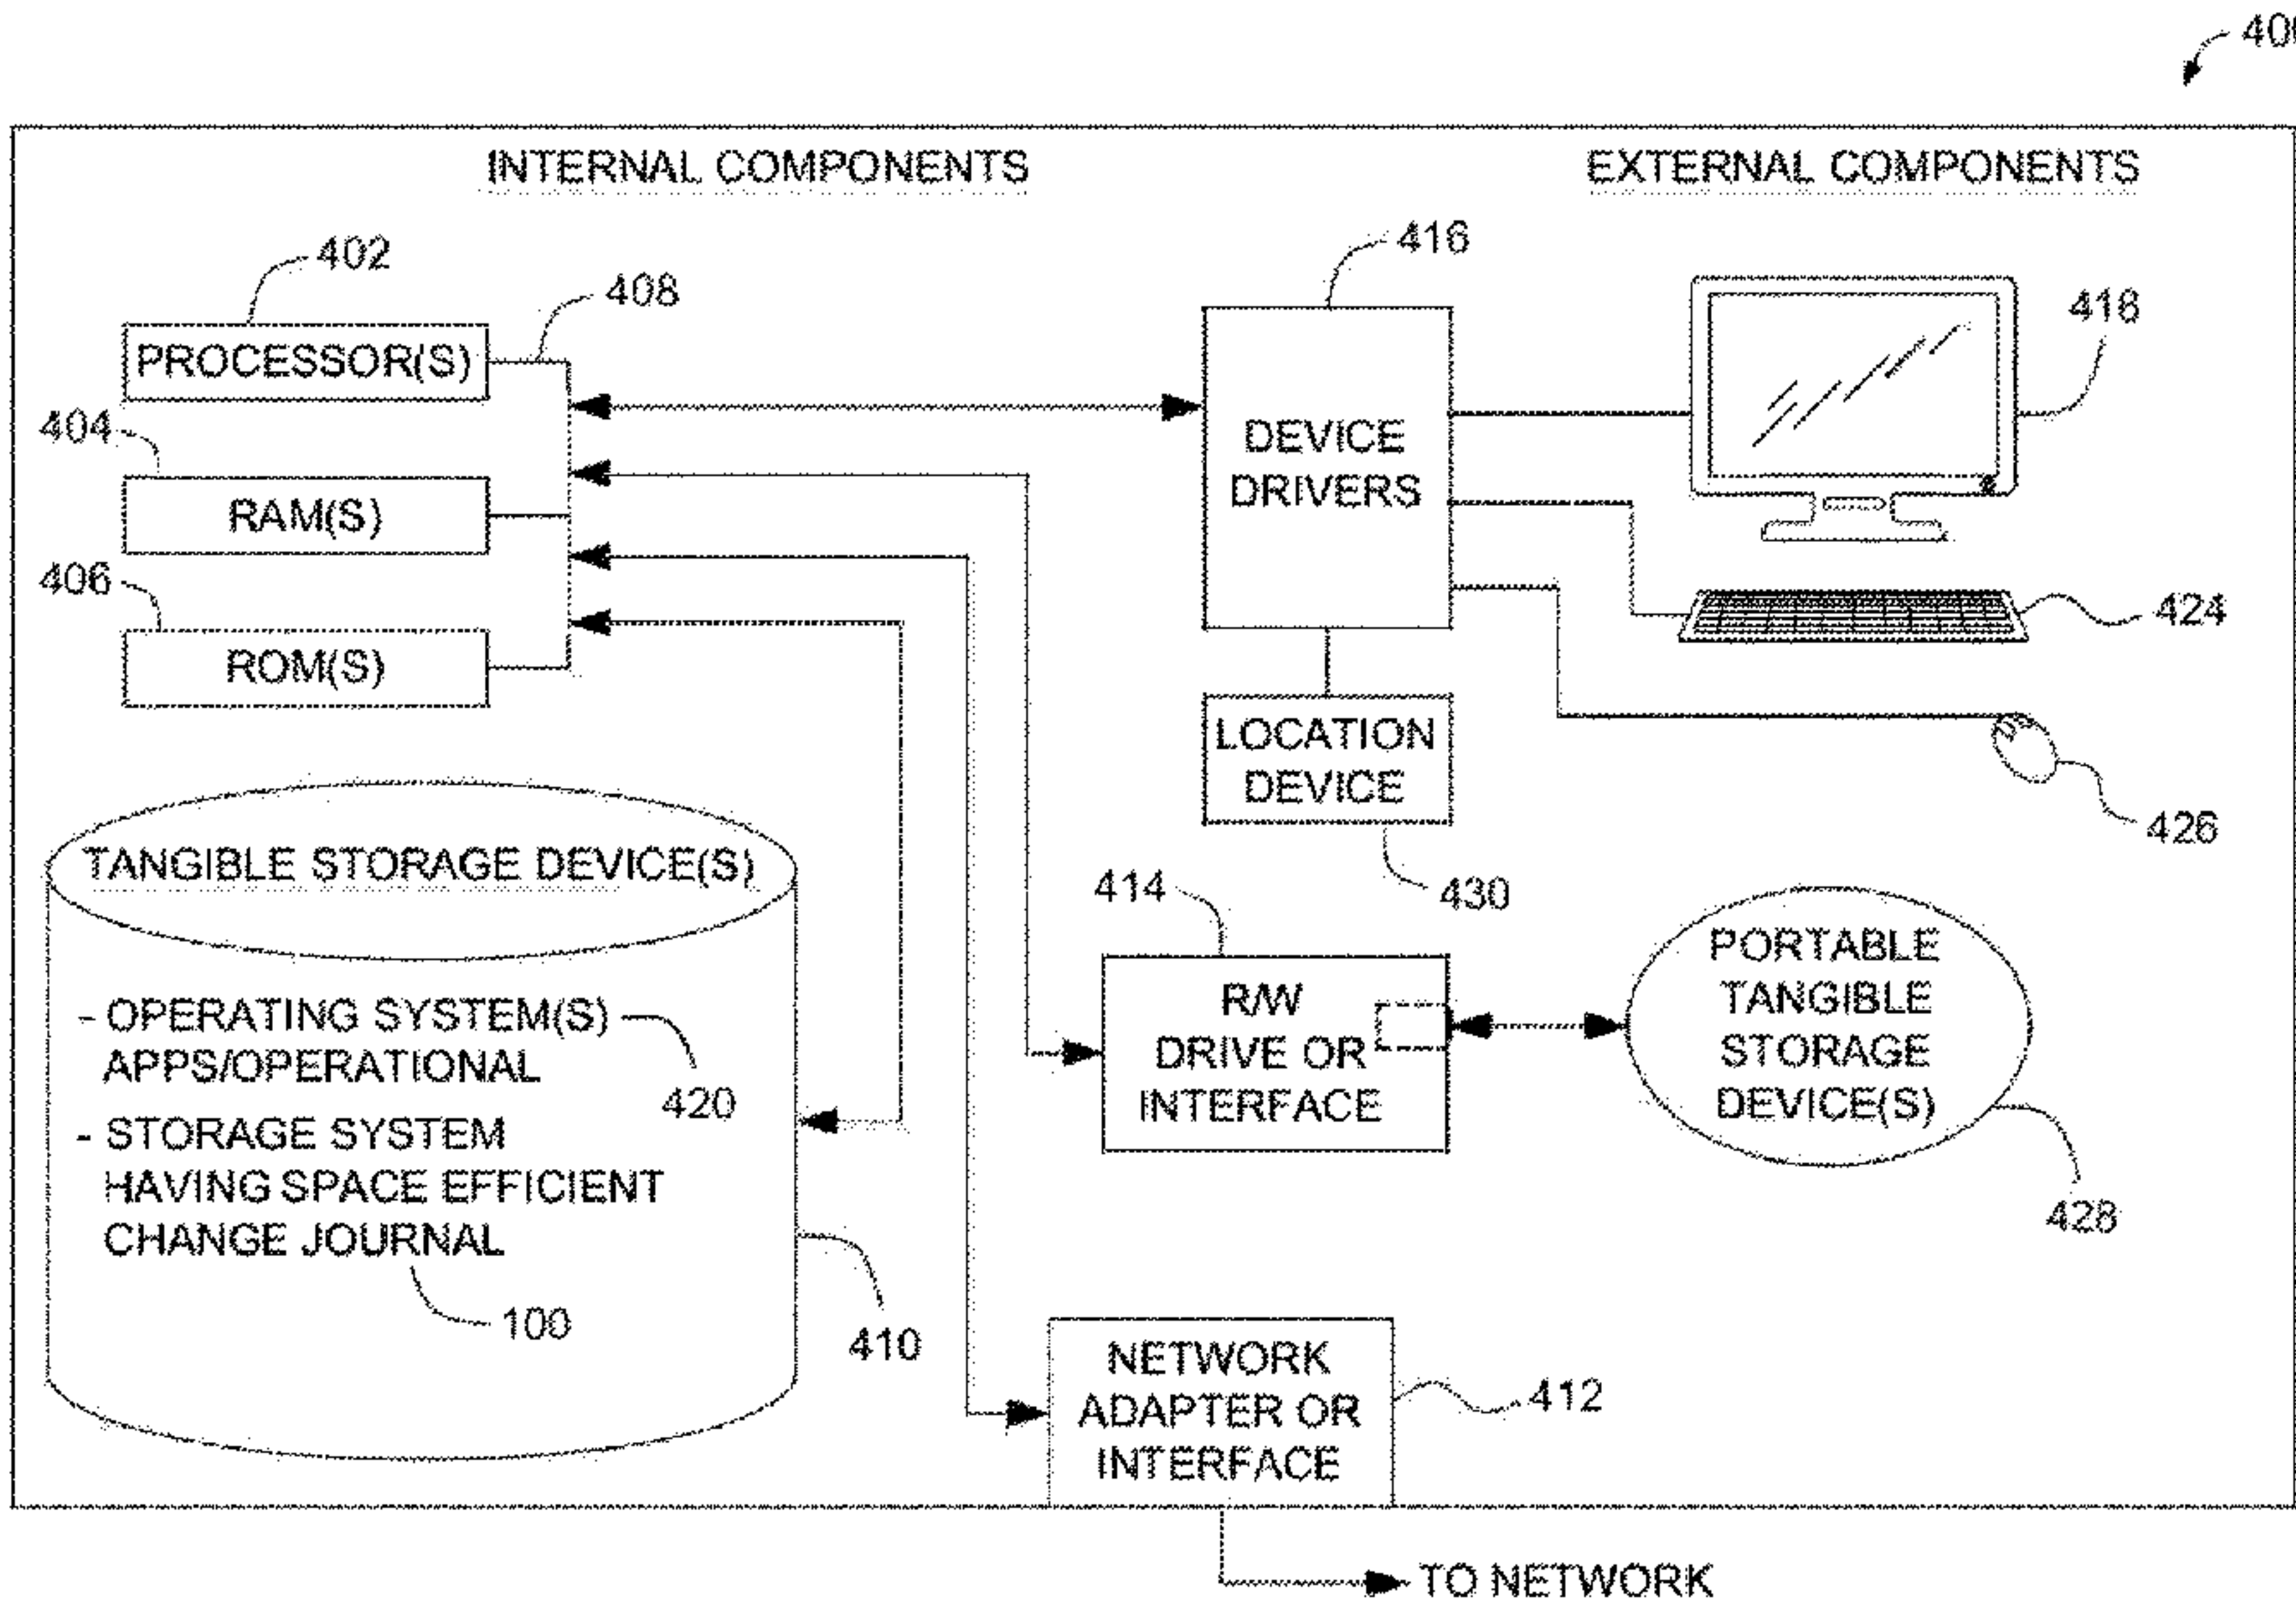 400
INTERNAL COMPONENTS
EXTERNAL COMPONENTS
402
408
PROCESSOR(S)
404
RAM(S)
406
ROM(S)
416
DEVICE
DRIVERS
418
424
426
LOCATION
DEVICE
430
TANGIBLE STORAGE DEVICE(S)
- OPERATING SYSTEM(S)
APPS/OPERATIONAL
420
- STORAGE SYSTEM
HAVING SPACE EFFICIENT
CHANGE JOURNAL
100
410
414
R/W
DRIVE OR
INTERFACE
PORTABLE
TANGIBLE
STORAGE
DEVICE(S)
428
NETWORK
ADAPTER OR
INTERFACE
412
TO NETWORK